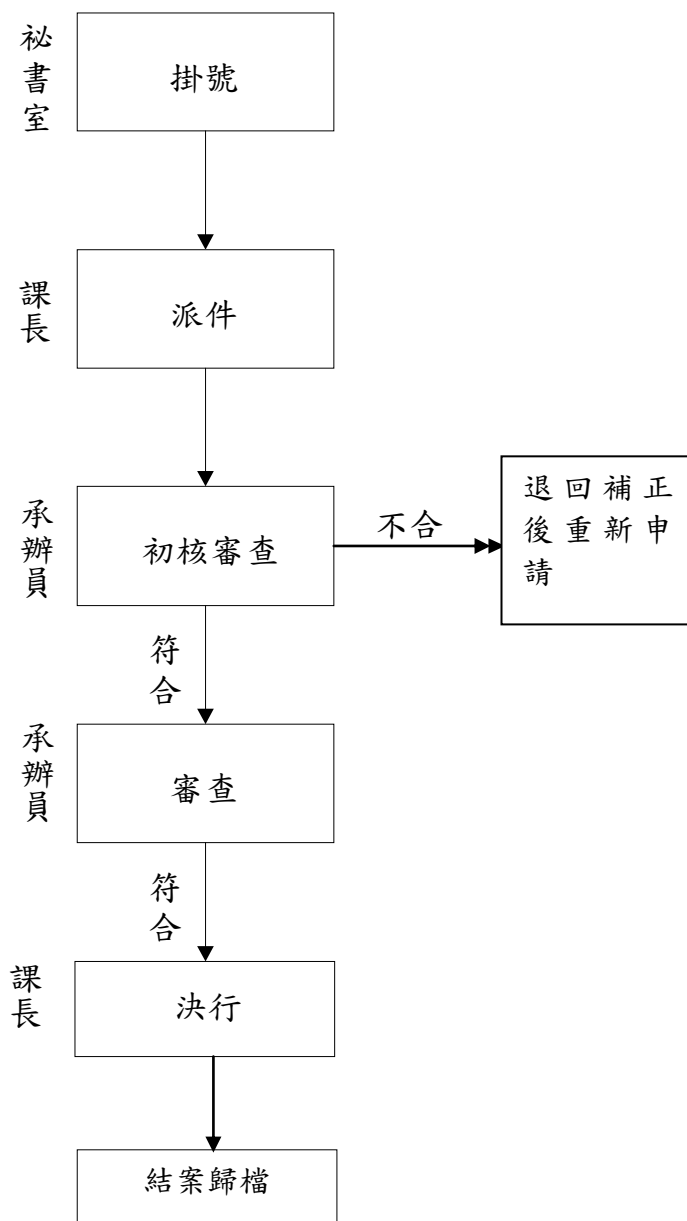 祕書室
掛號
課長
派件
承辦員
初核審查
不合
退回補正
後重新申
請
符合
承辦員
審查
符合
課長
決行
結案歸檔